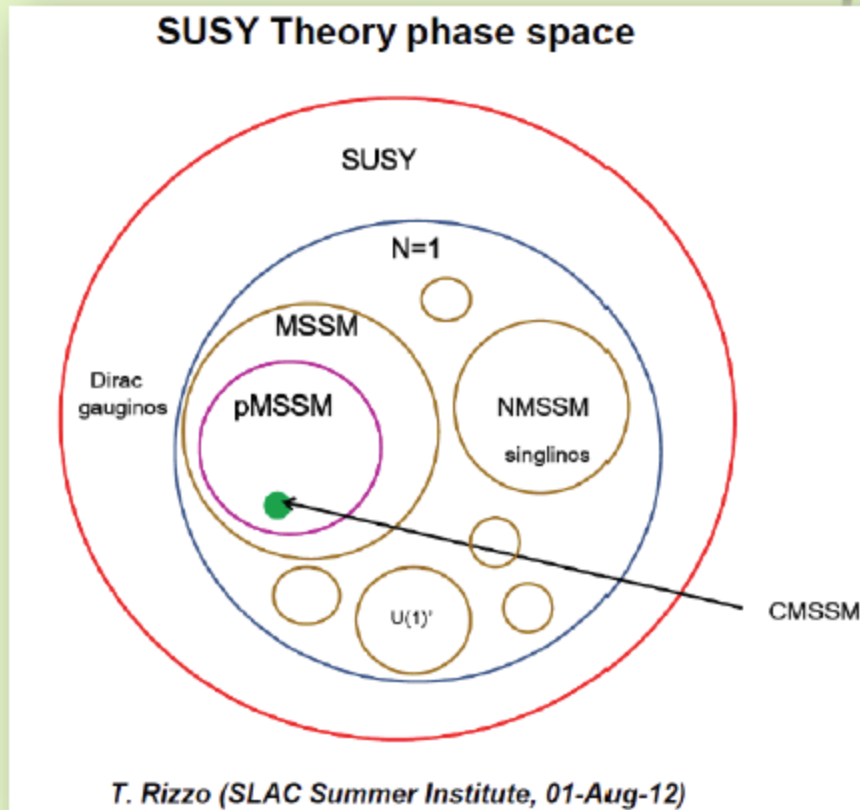 SUSY Theory phase space
SUSY
N=1
MSSM
Dirac
gauginos
pMSSM
NMSSM
singlinos
U(1)'
CMSSM
T. Rizzo (SLAC Summer Institute, 01-Aug-12)